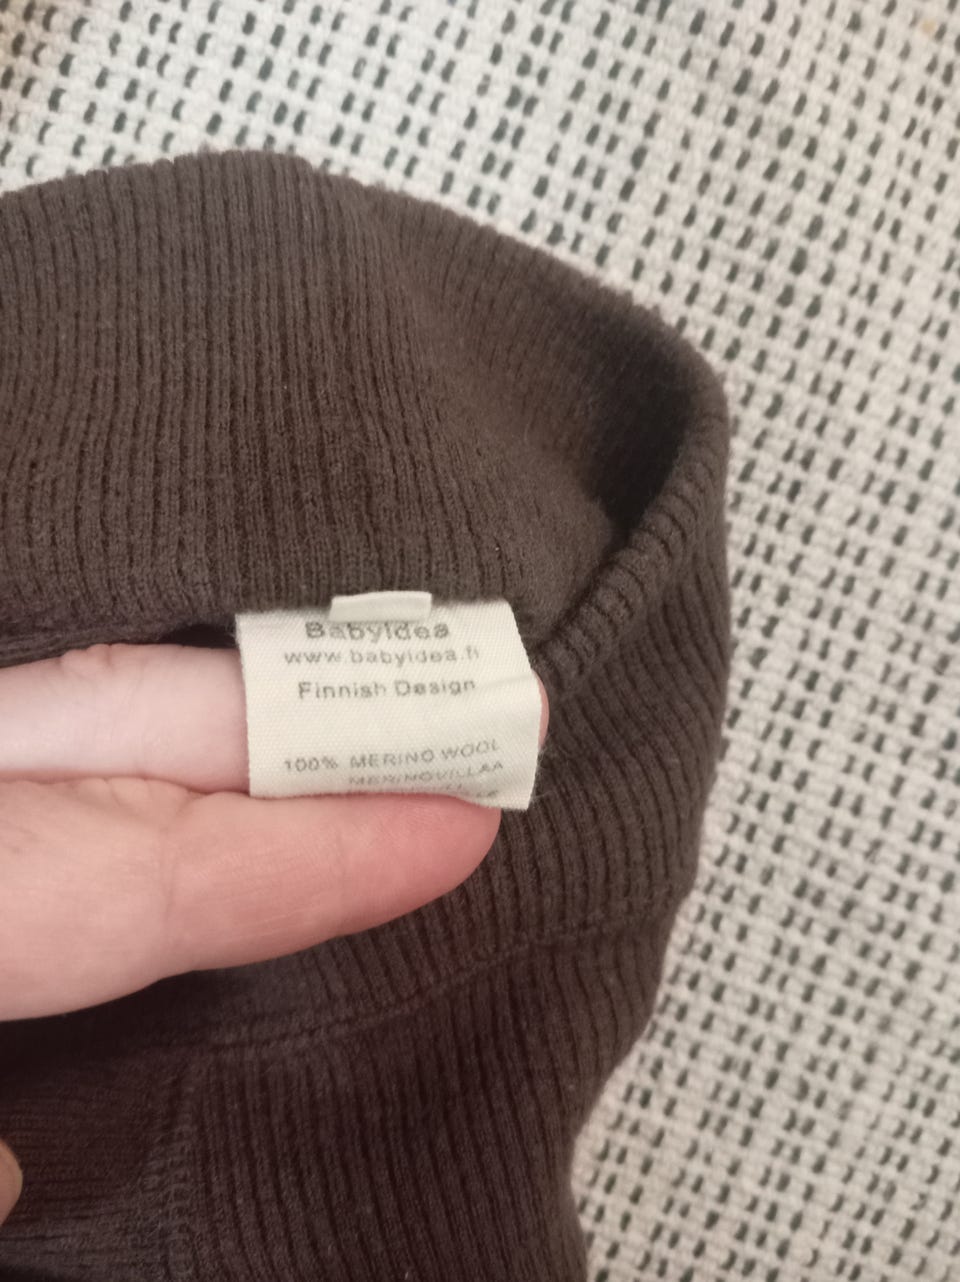 BabyIdea
www.babyidea.fi
Finnish Design
100% MERINO WOOL
MERINOVILLAA